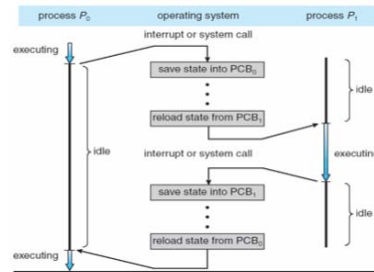 process P₀ operating system process P₁
interrupt or system call
executing
save state into PCB₀
idle
reload state from PCB₁
idle
interrupt or system call
executing
save state into PCB₁
idle
reload state from PCB₀
executing